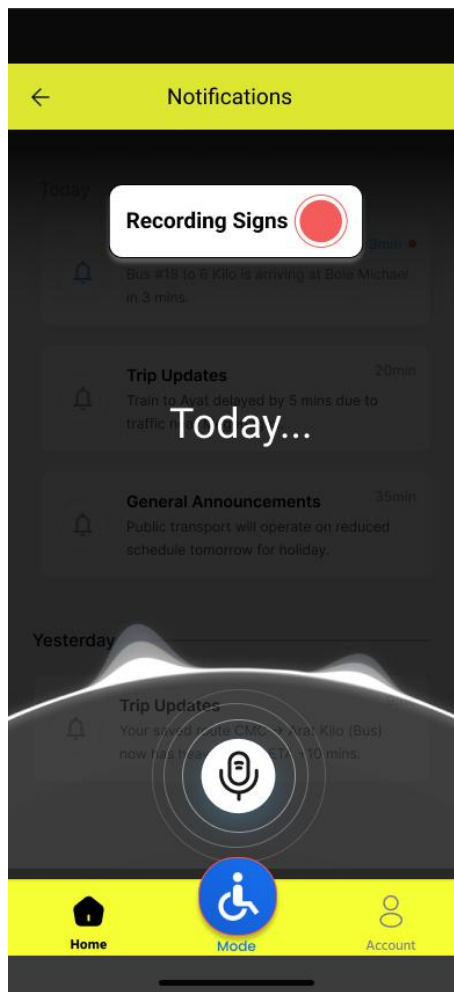 Notifications
Today
Recording Signs
3min
Bus #18 to 6 Kilo is arriving at Bole Michael
in 3 mins.
Trip Updates
20min
Train to Ayat delayed by 5 mins due to
traffic
Today...
General Announcements
35min
Public transport will operate on reduced
schedule tomorrow for holiday.
Yesterday
Trip Updates
Your saved route CMC → Arat Kilo (Bus)
now has ETA +10 mins.
Home
Mode
Account